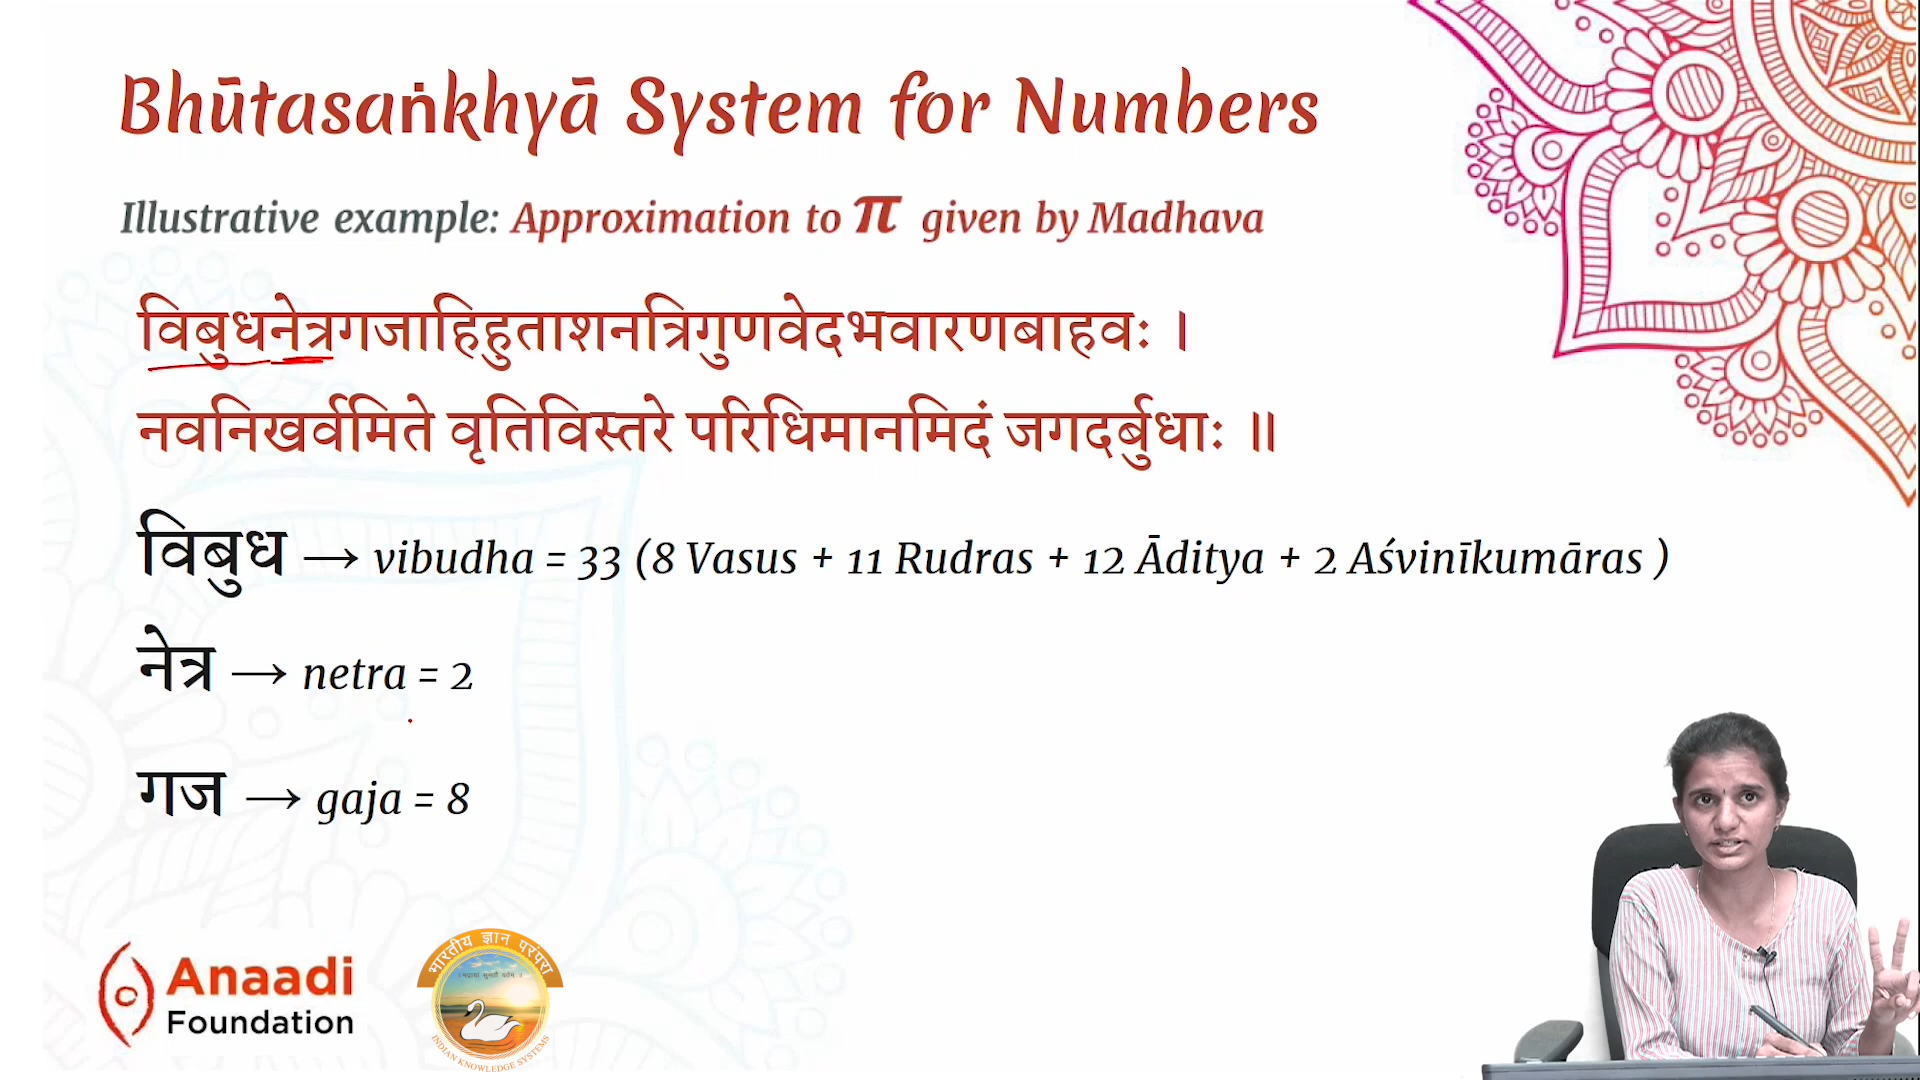 Bhūtasaṅkhyā System for Numbers
Illustrative example: Approximation to π given by Madhava
विबुधनेत्रगजाहिहुताशनत्रिगुणवेदभवारणबाहवः ।
नवनिखर्वमिते वृतिविस्तरे परिधिमानमिदं जगदर्बुधाः ॥
विबुध → vibudha = 33 (8 Vasus + 11 Rudras + 12 Āditya + 2 Aśvinīkumāras )
नेत्र → netra = 2
गज → gaja = 8
Anaadi
Foundation
भारतीय ज्ञान परंपरा
INDIAN KNOWLEDGE SYSTEMS